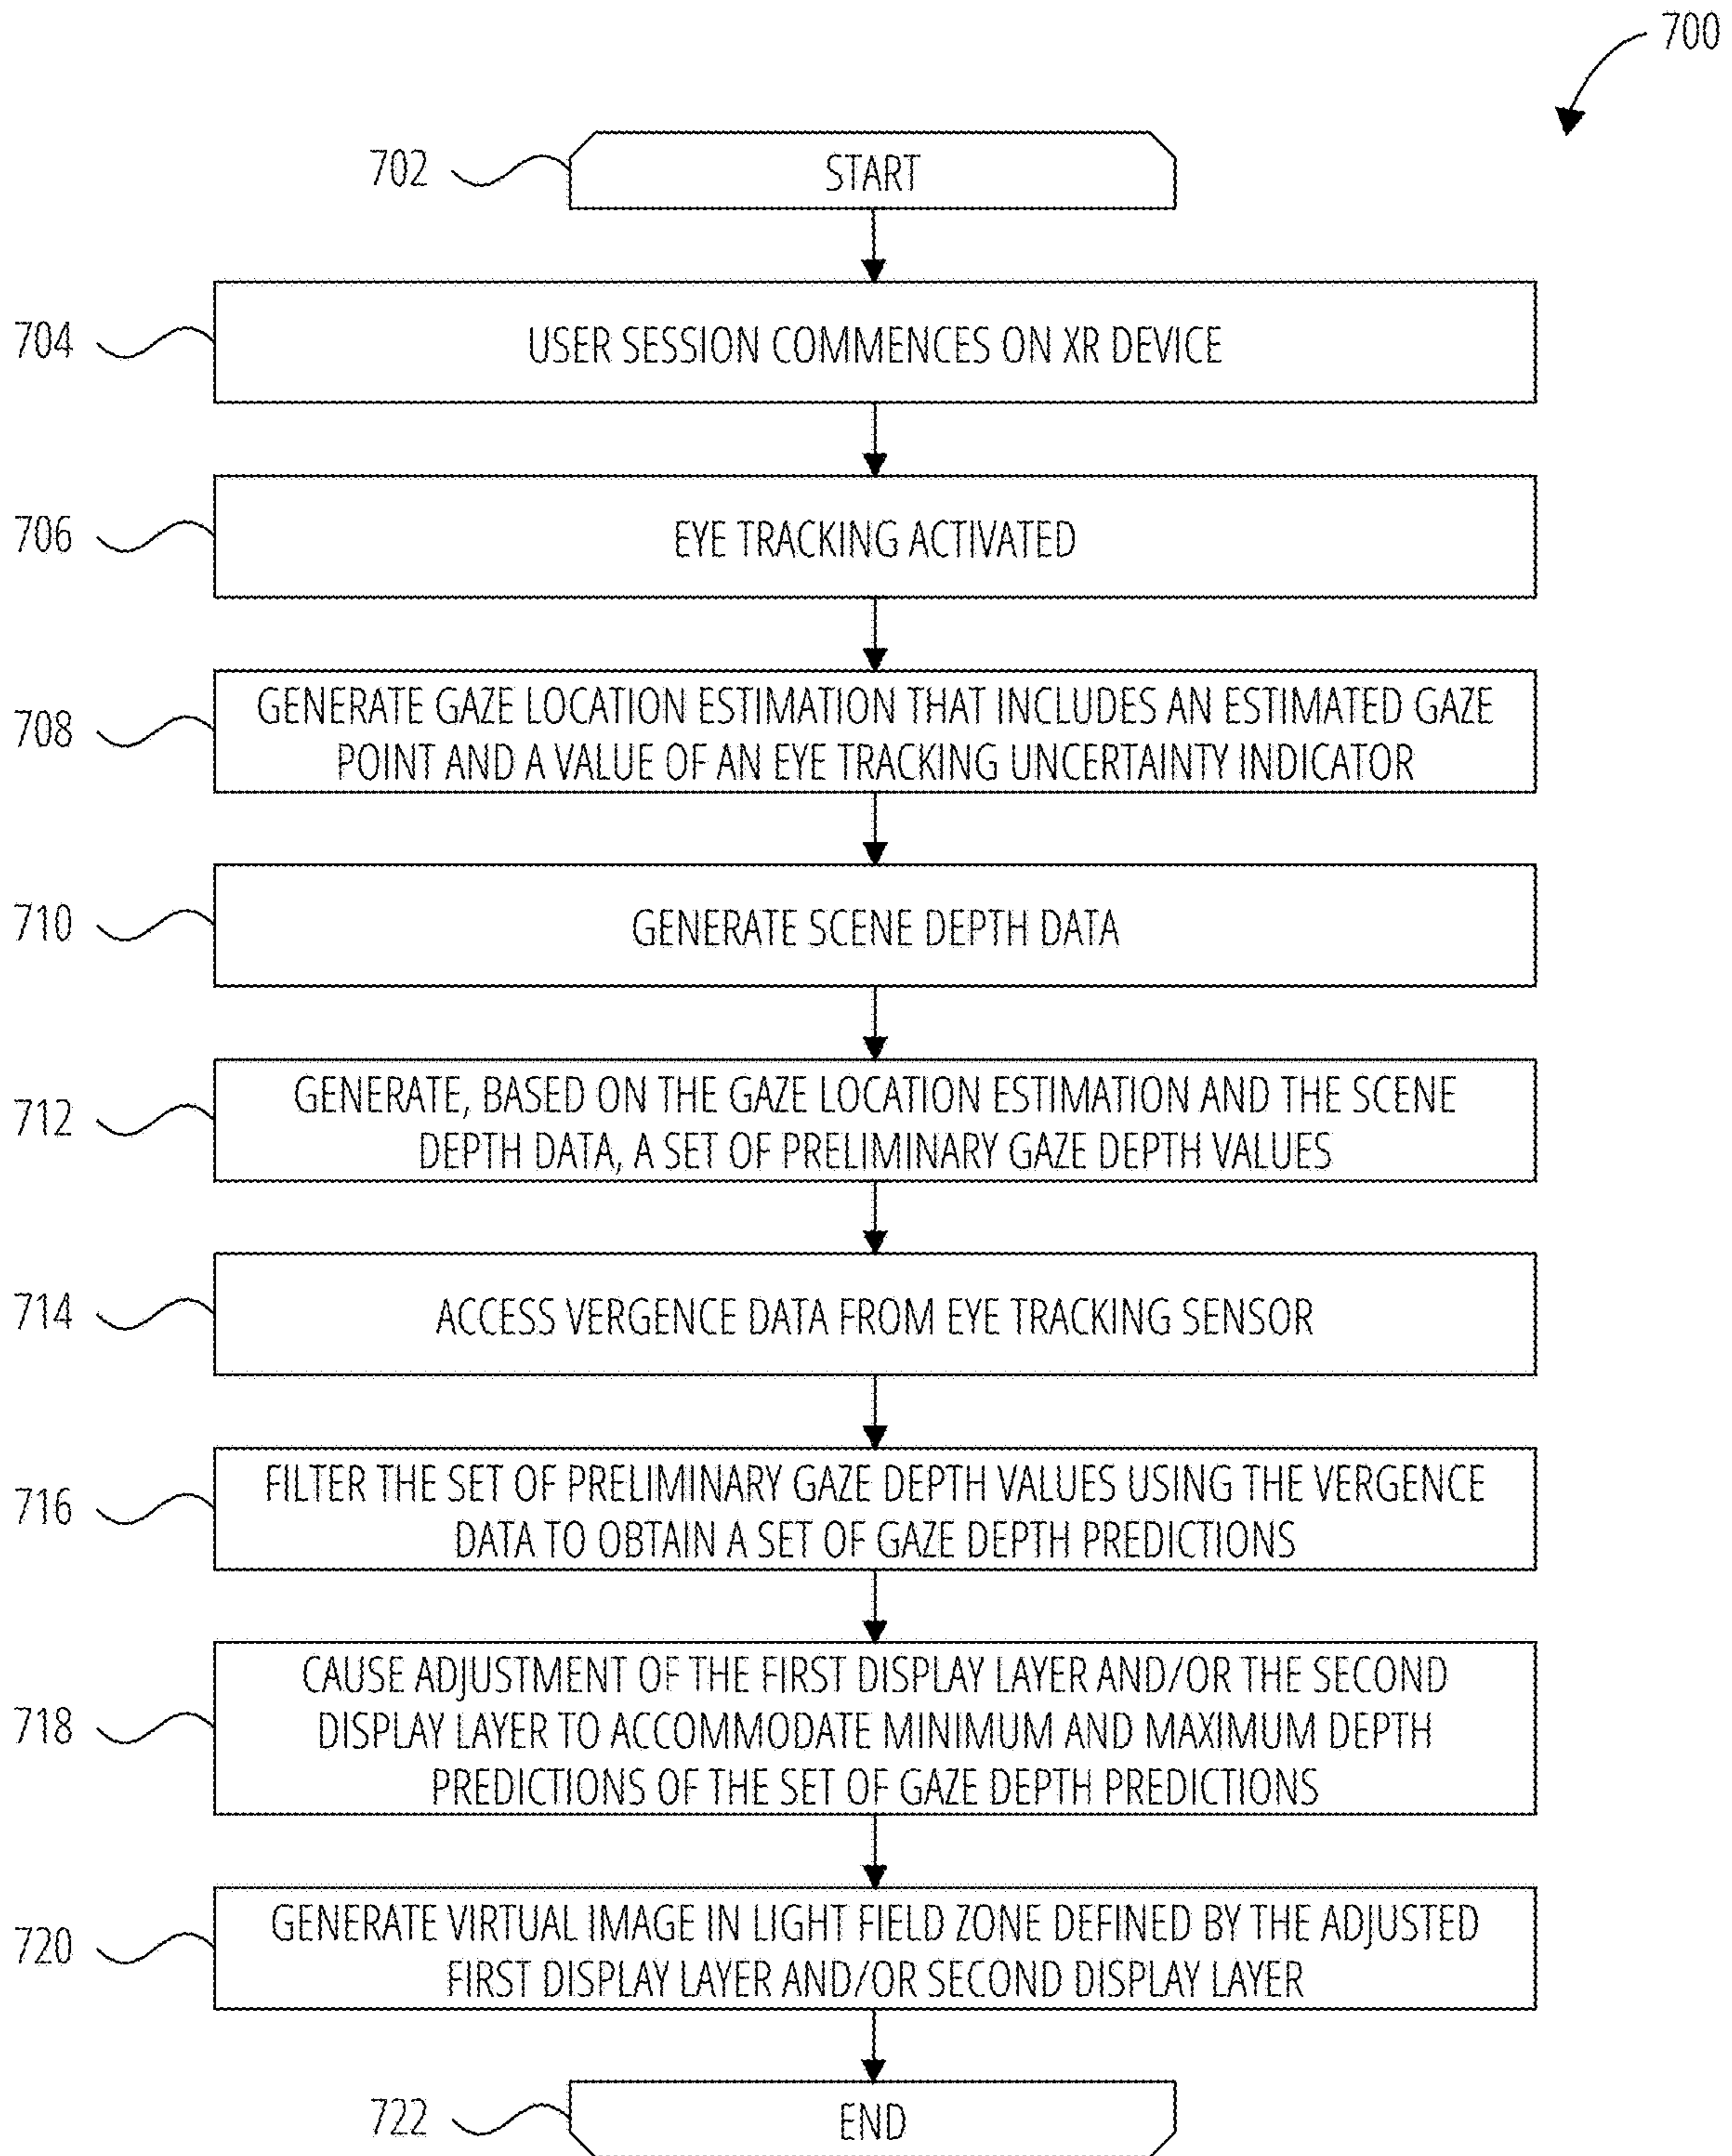 700
702
START
704
USER SESSION COMMENCES ON XR DEVICE
706
EYE TRACKING ACTIVATED
708
GENERATE GAZE LOCATION ESTIMATION THAT INCLUDES AN ESTIMATED GAZE
POINT AND A VALUE OF AN EYE TRACKING UNCERTAINTY INDICATOR
710
GENERATE SCENE DEPTH DATA
712
GENERATE, BASED ON THE GAZE LOCATION ESTIMATION AND THE SCENE
DEPTH DATA, A SET OF PRELIMINARY GAZE DEPTH VALUES
714
ACCESS VERGENCE DATA FROM EYE TRACKING SENSOR
716
FILTER THE SET OF PRELIMINARY GAZE DEPTH VALUES USING THE VERGENCE
DATA TO OBTAIN A SET OF GAZE DEPTH PREDICTIONS
718
CAUSE ADJUSTMENT OF THE FIRST DISPLAY LAYER AND/OR THE SECOND
DISPLAY LAYER TO ACCOMMODATE MINIMUM AND MAXIMUM DEPTH
PREDICTIONS OF THE SET OF GAZE DEPTH PREDICTIONS
720
GENERATE VIRTUAL IMAGE IN LIGHT FIELD ZONE DEFINED BY THE ADJUSTED
FIRST DISPLAY LAYER AND/OR SECOND DISPLAY LAYER
722
END